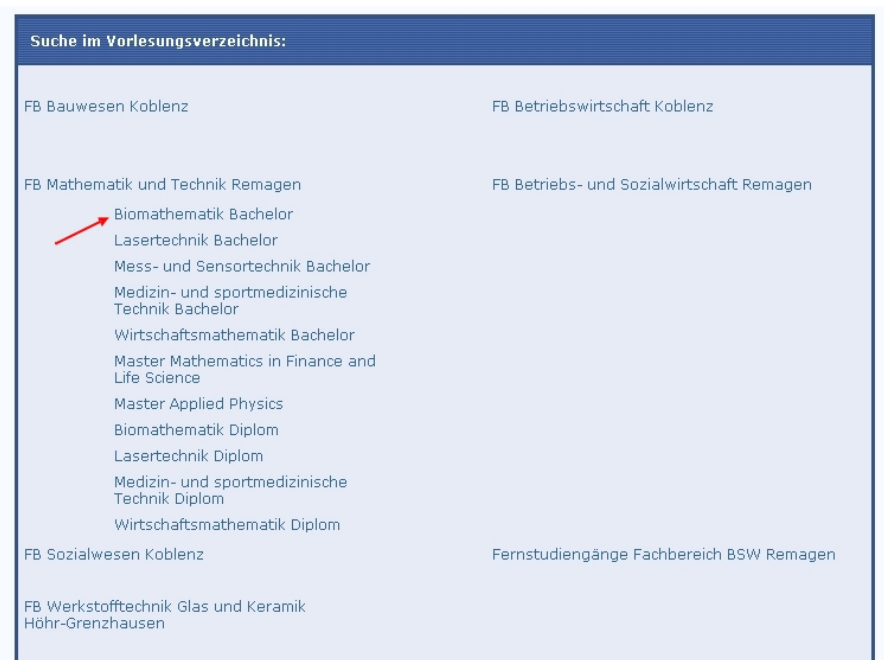 Suche im Vorlesungsverzeichnis:
FB Bauwesen Koblenz
FB Betriebswirtschaft Koblenz
FB Mathematik und Technik Remagen
FB Betriebs- und Sozialwirtschaft Remagen
Biomathematik Bachelor
Lasertechnik Bachelor
Mess- und Sensortechnik Bachelor
Medizin- und sportmedizinische
Technik Bachelor
Wirtschaftsmathematik Bachelor
Master Mathematics in Finance and
Life Science
Master Applied Physics
Biomathematik Diplom
Lasertechnik Diplom
Medizin- und sportmedizinische
Technik Diplom
Wirtschaftsmathematik Diplom
FB Sozialwesen Koblenz
Fernstudiengänge Fachbereich BSW Remagen
FB Werkstofftechnik Glas und Keramik
Höhr-Grenzhausen